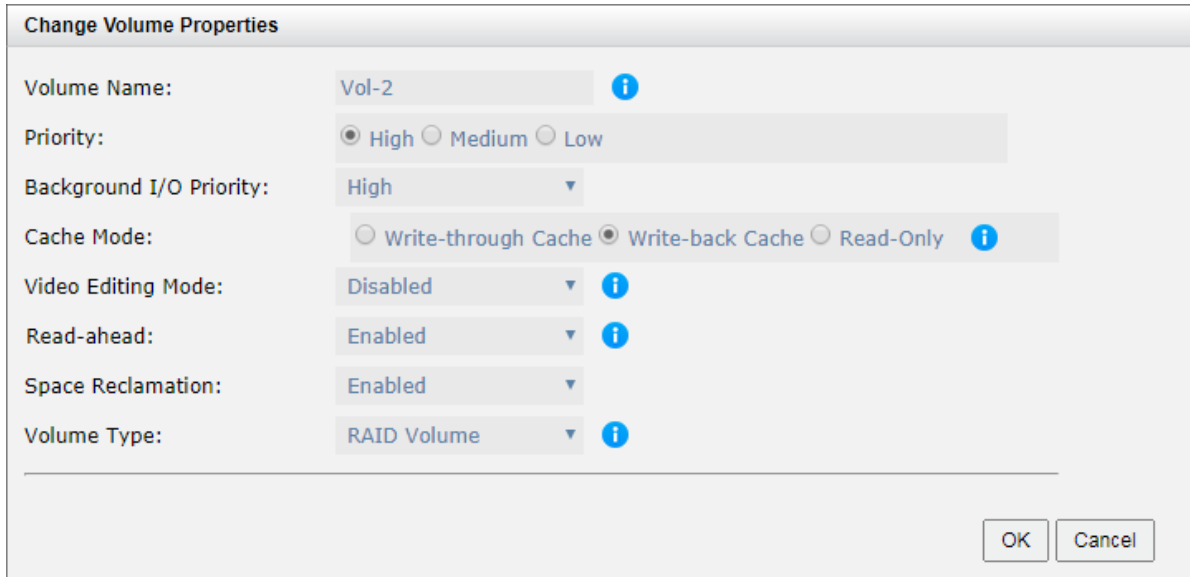 Change Volume Properties
Volume Name: Vol-2
Priority: High Medium Low
Background I/O Priority: High
Cache Mode: Write-through Cache Write-back Cache Read-Only
Video Editing Mode: Disabled
Read-ahead: Enabled
Space Reclamation: Enabled
Volume Type: RAID Volume
OK Cancel